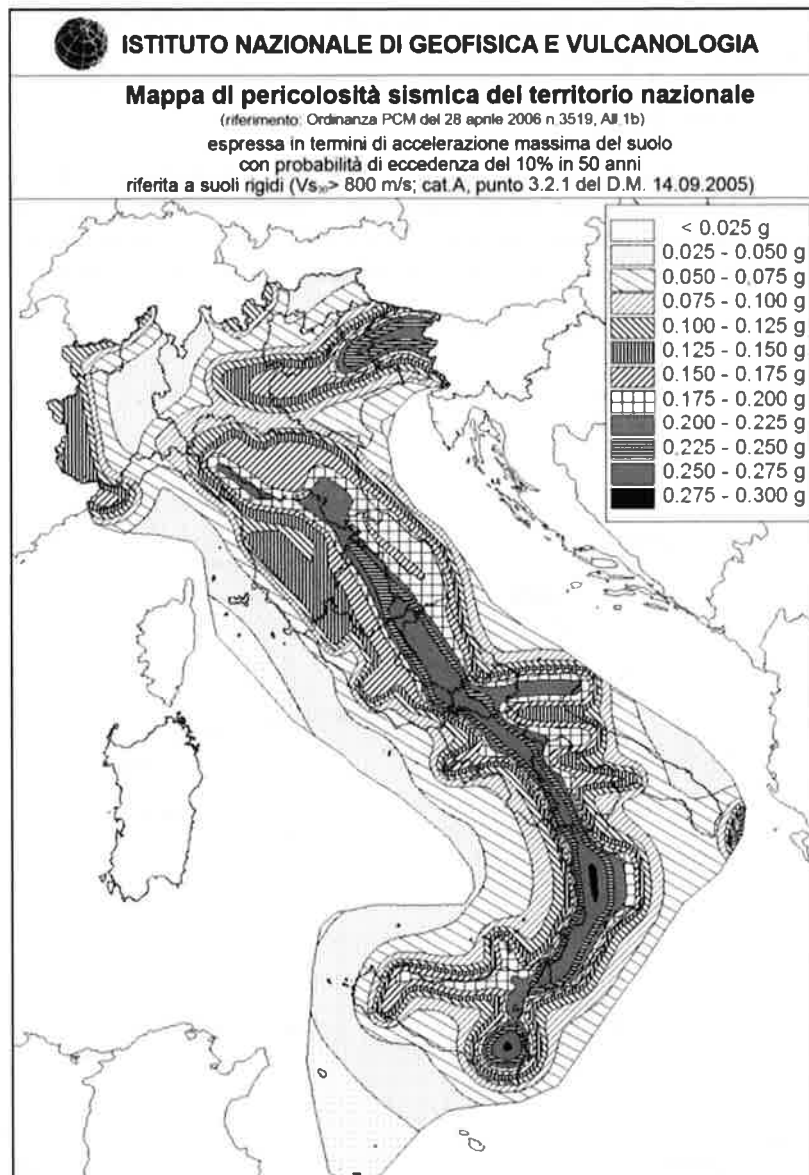 ISTITUTO NAZIONALE DI GEOFISICA E VULCANOLOGIA
Mappa di pericolosità sismica del territorio nazionale
(riferimento: Ordinanza PCM del 28 aprile 2006 n.3519, All.1b)
espressa in termini di accelerazione massima del suolo
con probabilità di eccedenza del 10% in 50 anni
riferita a suoli rigidi (Vs₃₀> 800 m/s; cat.A, punto 3.2.1 del D.M. 14.09.2005)
< 0.025 g
0.025 - 0.050 g
0.050 - 0.075 g
0.075 - 0.100 g
0.100 - 0.125 g
0.125 - 0.150 g
0.150 - 0.175 g
0.175 - 0.200 g
0.200 - 0.225 g
0.225 - 0.250 g
0.250 - 0.275 g
0.275 - 0.300 g